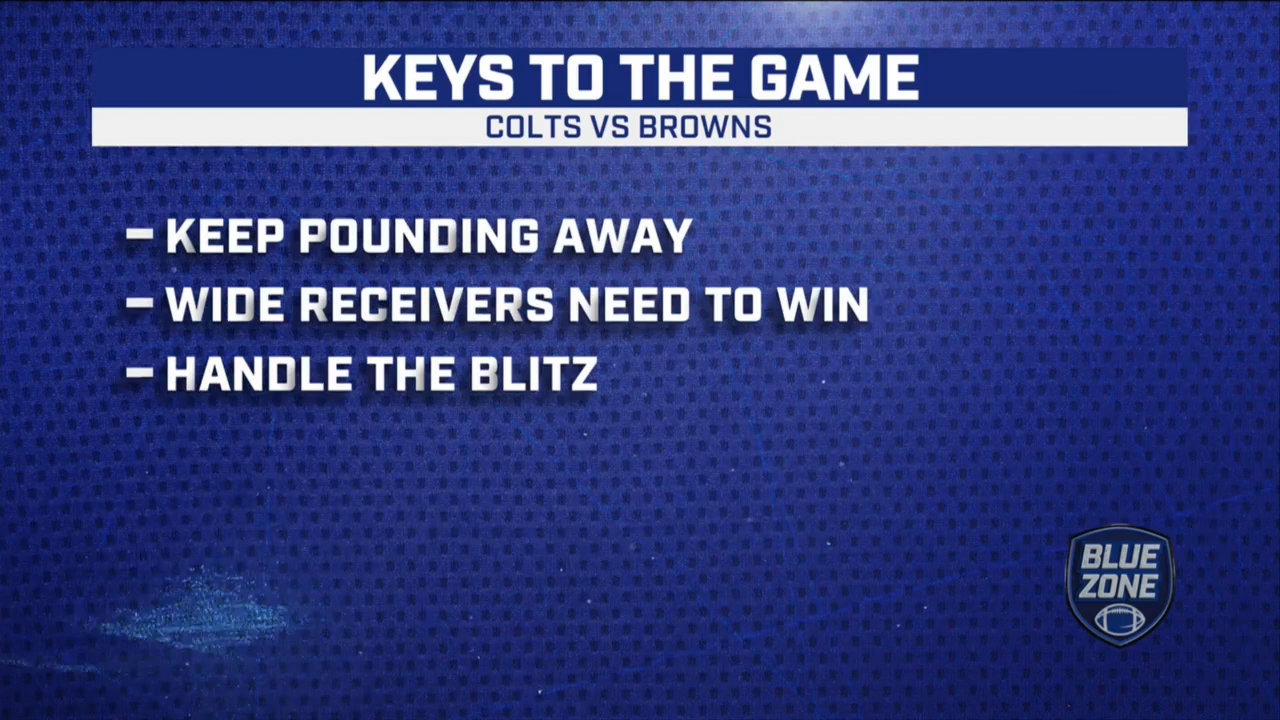 KEYS TO THE GAME
COLTS VS BROWNS
– KEEP POUNDING AWAY
– WIDE RECEIVERS NEED TO WIN
– HANDLE THE BLITZ
BLUE
ZONE